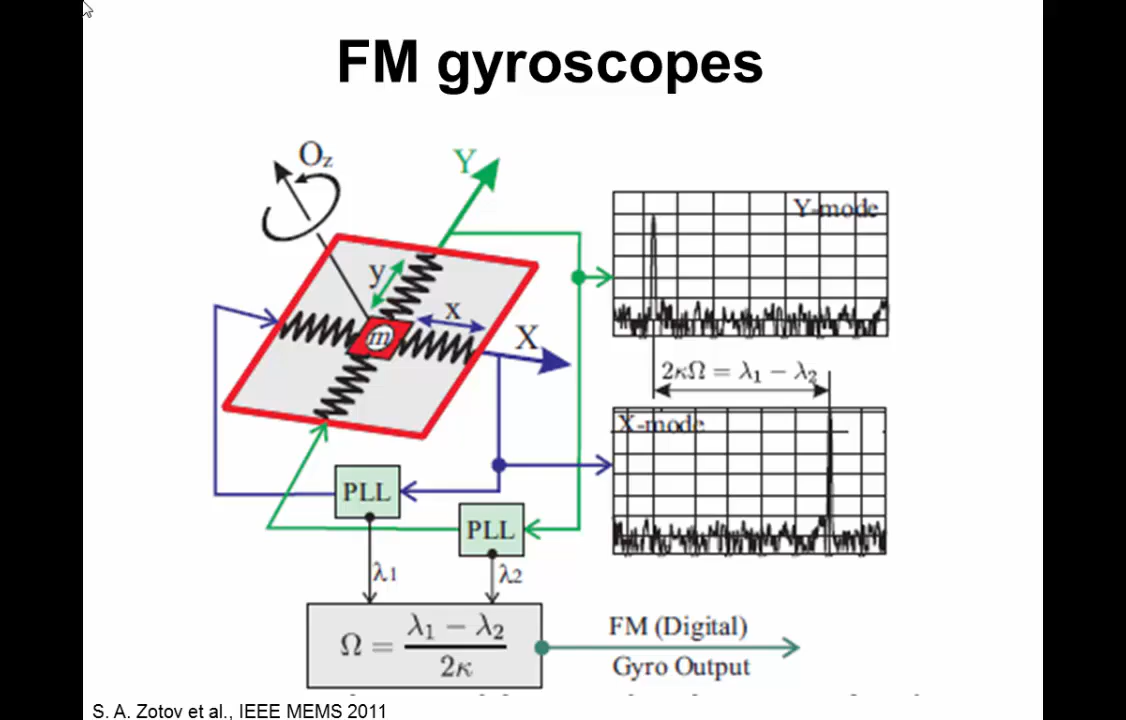 FM gyroscopes
Oz
Y
y
x
X
m
Y-mode
2κΩ = λ1 − λ2
X-mode
PLL
PLL
λ1
λ2
Ω = (λ1 − λ2) / 2κ
FM (Digital)
Gyro Output
S. A. Zotov et al., IEEE MEMS 2011